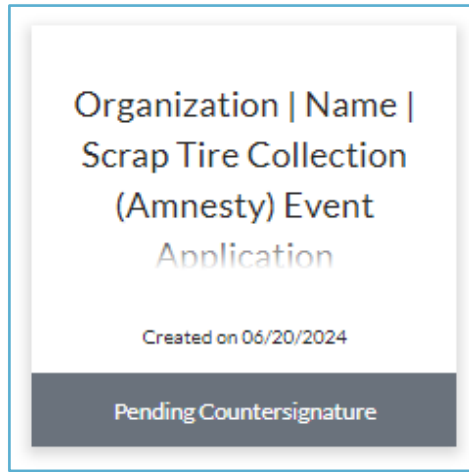 Organization | Name |
Scrap Tire Collection
(Amnesty) Event
Application
Created on 06/20/2024
Pending Countersignature